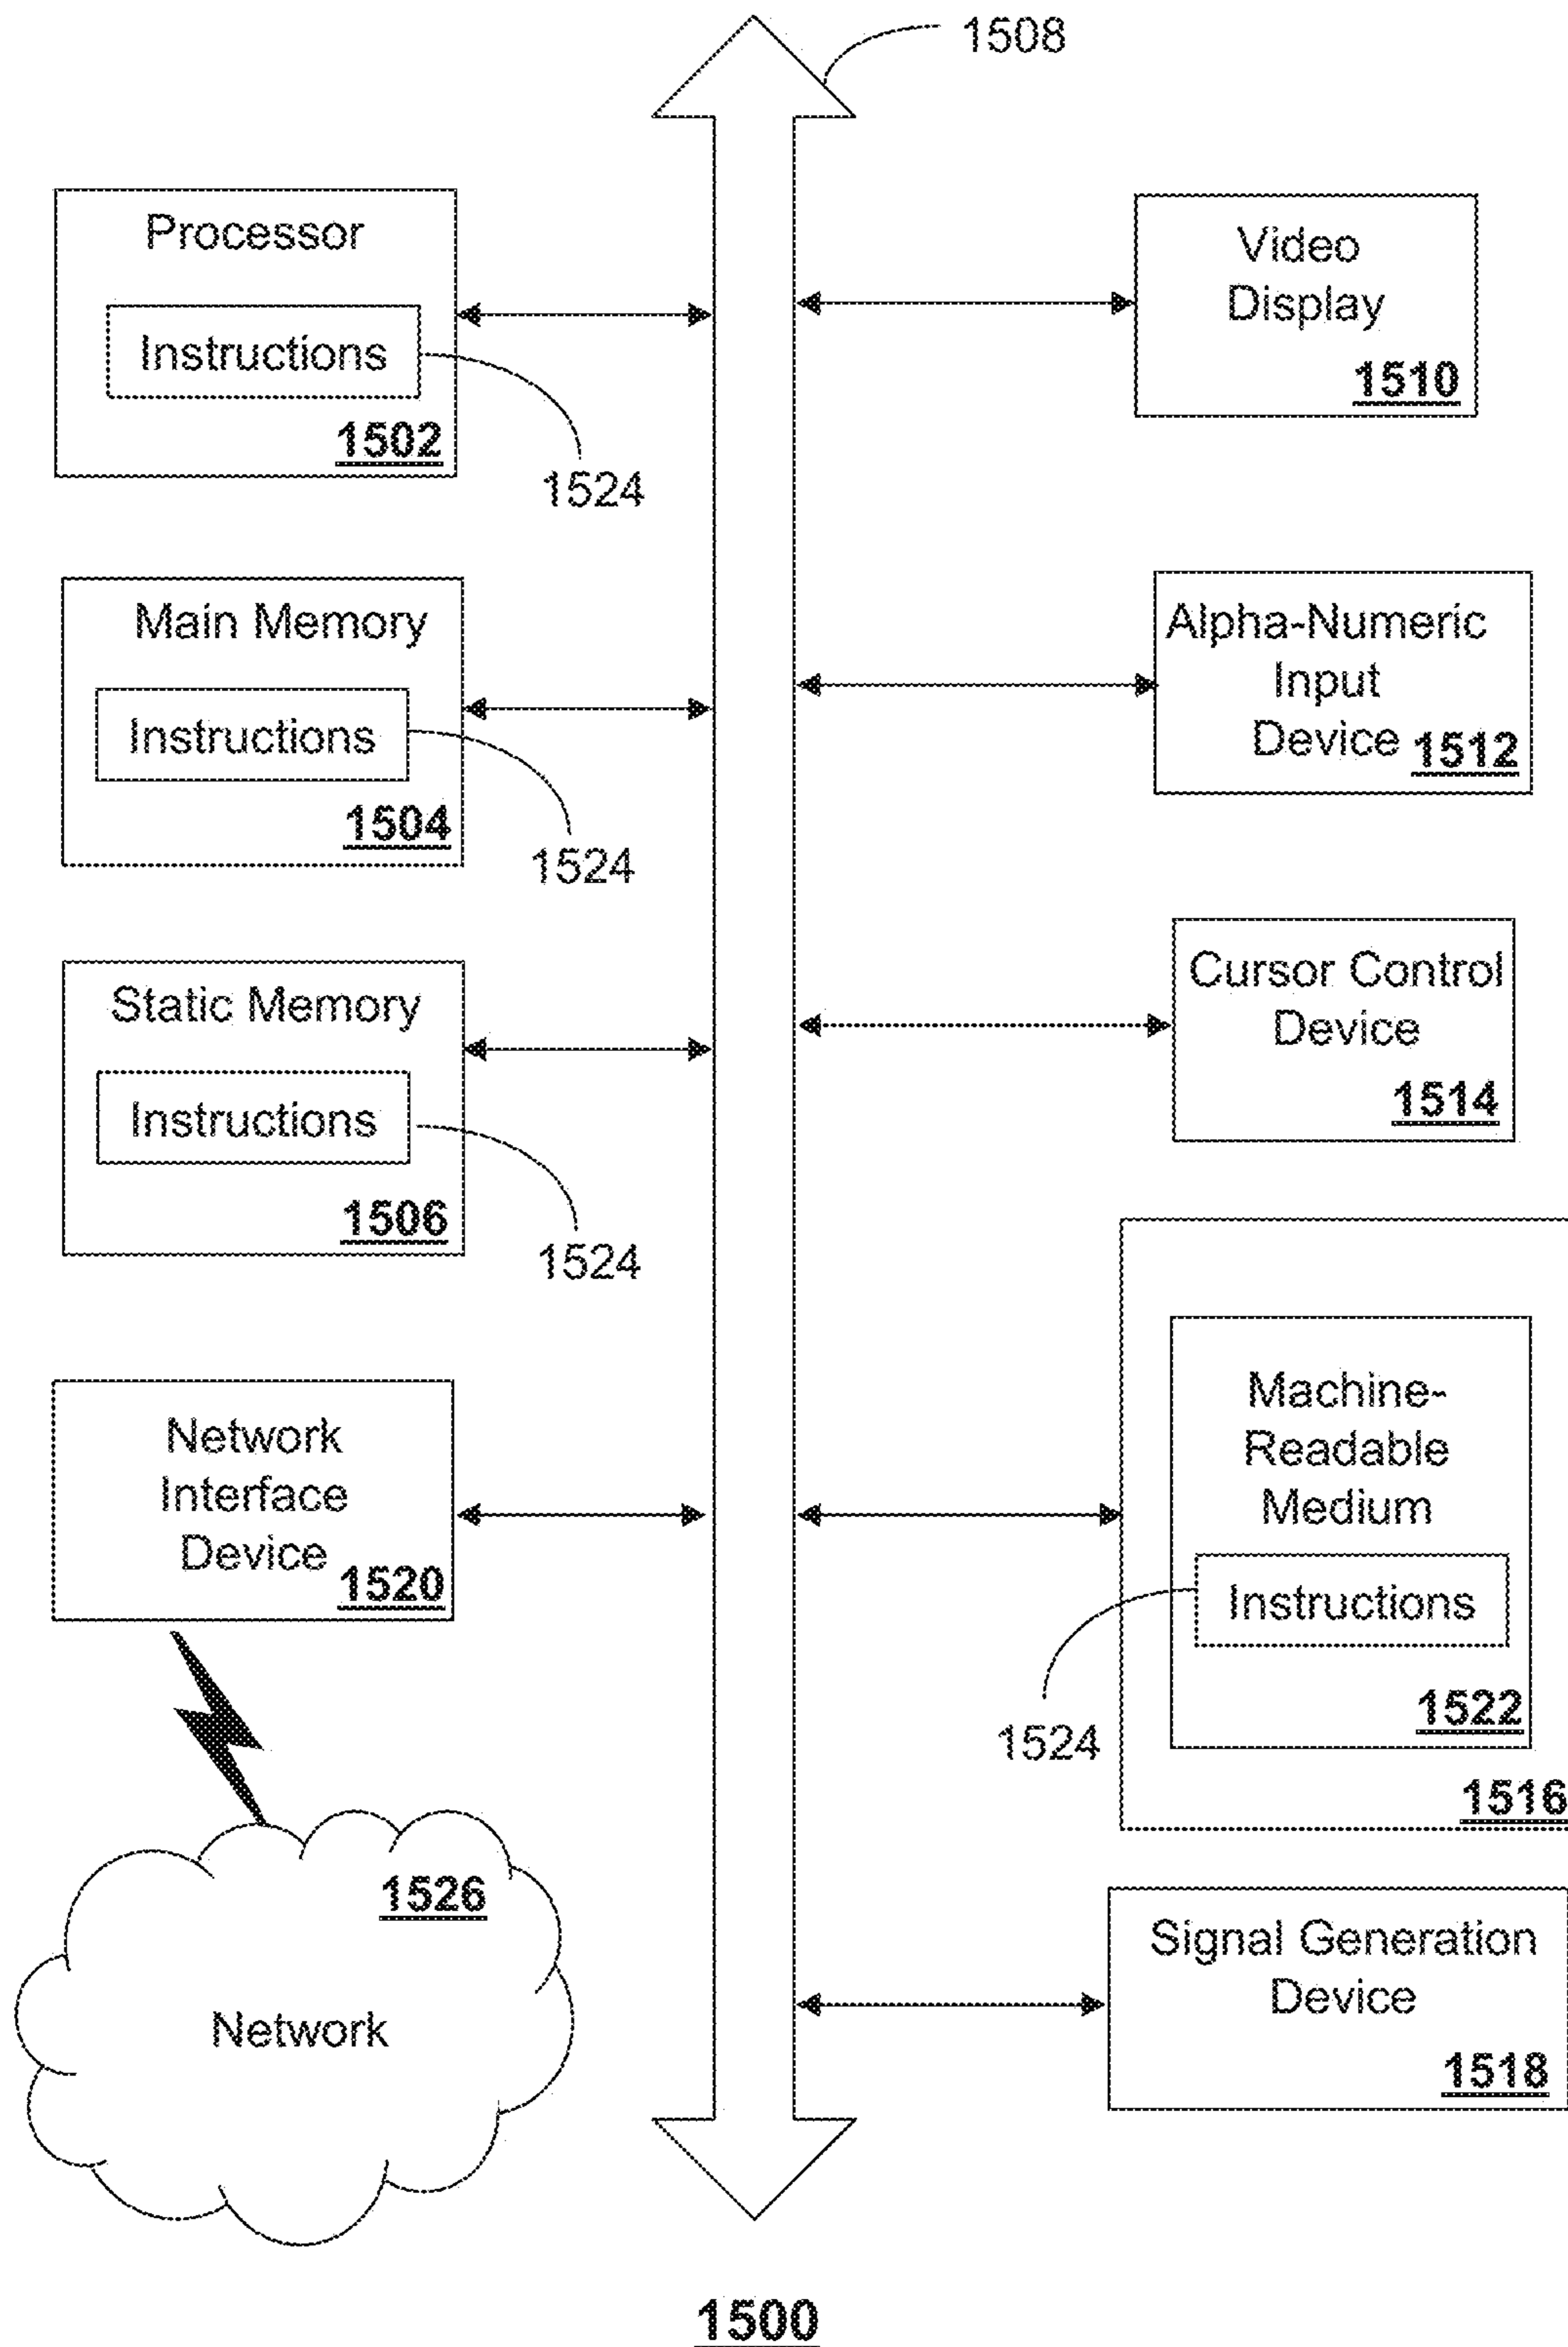 1508
Processor
Instructions
1502
1524
Main Memory
Instructions
1504
1524
Static Memory
Instructions
1506
1524
Network
Interface
Device
1520
1526
Network
Video
Display
1510
Alpha-Numeric
Input
Device 1512
Cursor Control
Device
1514
Machine-
Readable
Medium
Instructions
1522
1524
1516
Signal Generation
Device
1518
1500